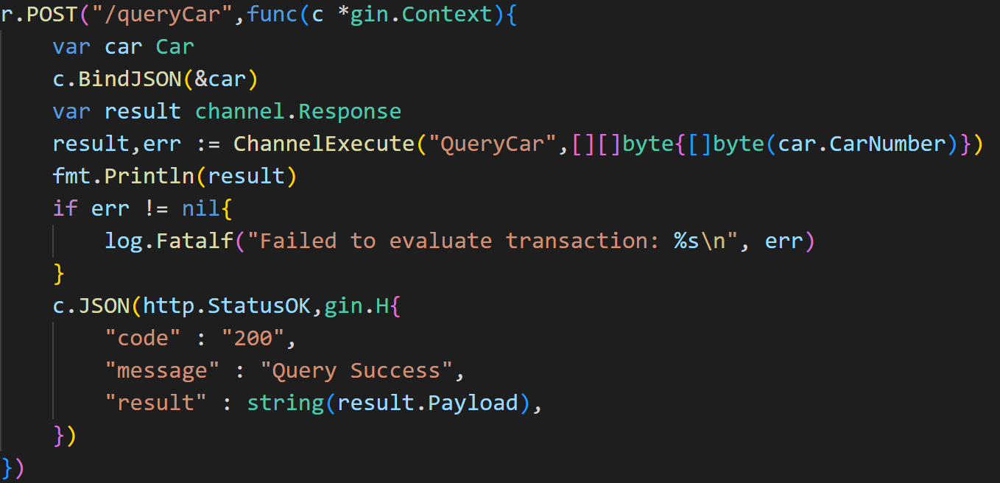 r.POST("/queryCar",func(c *gin.Context){
    var car Car
    c.BindJSON(&car)
    var result channel.Response
    result,err := ChannelExecute("QueryCar",[][]byte{[]byte(car.CarNumber)})
    fmt.Println(result)
    if err != nil{
        log.Fatalf("Failed to evaluate transaction: %s\n", err)
    }
    c.JSON(http.StatusOK,gin.H{
        "code" : "200",
        "message" : "Query Success",
        "result" : string(result.Payload),
    })
})